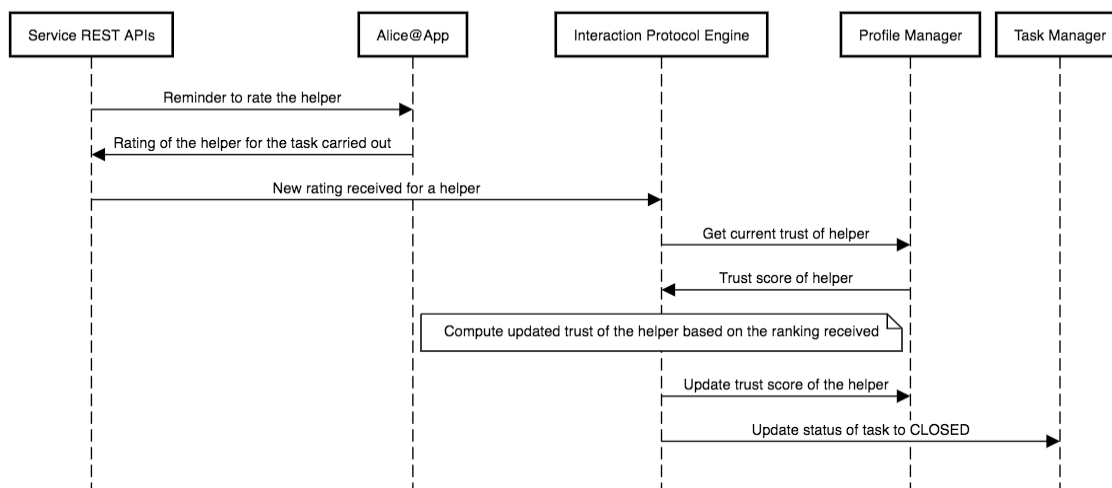 Service REST APIs
Alice@App
Interaction Protocol Engine
Profile Manager
Task Manager
Reminder to rate the helper
Rating of the helper for the task carried out
New rating received for a helper
Get current trust of helper
Trust score of helper
Compute updated trust of the helper based on the ranking received
Update trust score of the helper
Update status of task to CLOSED